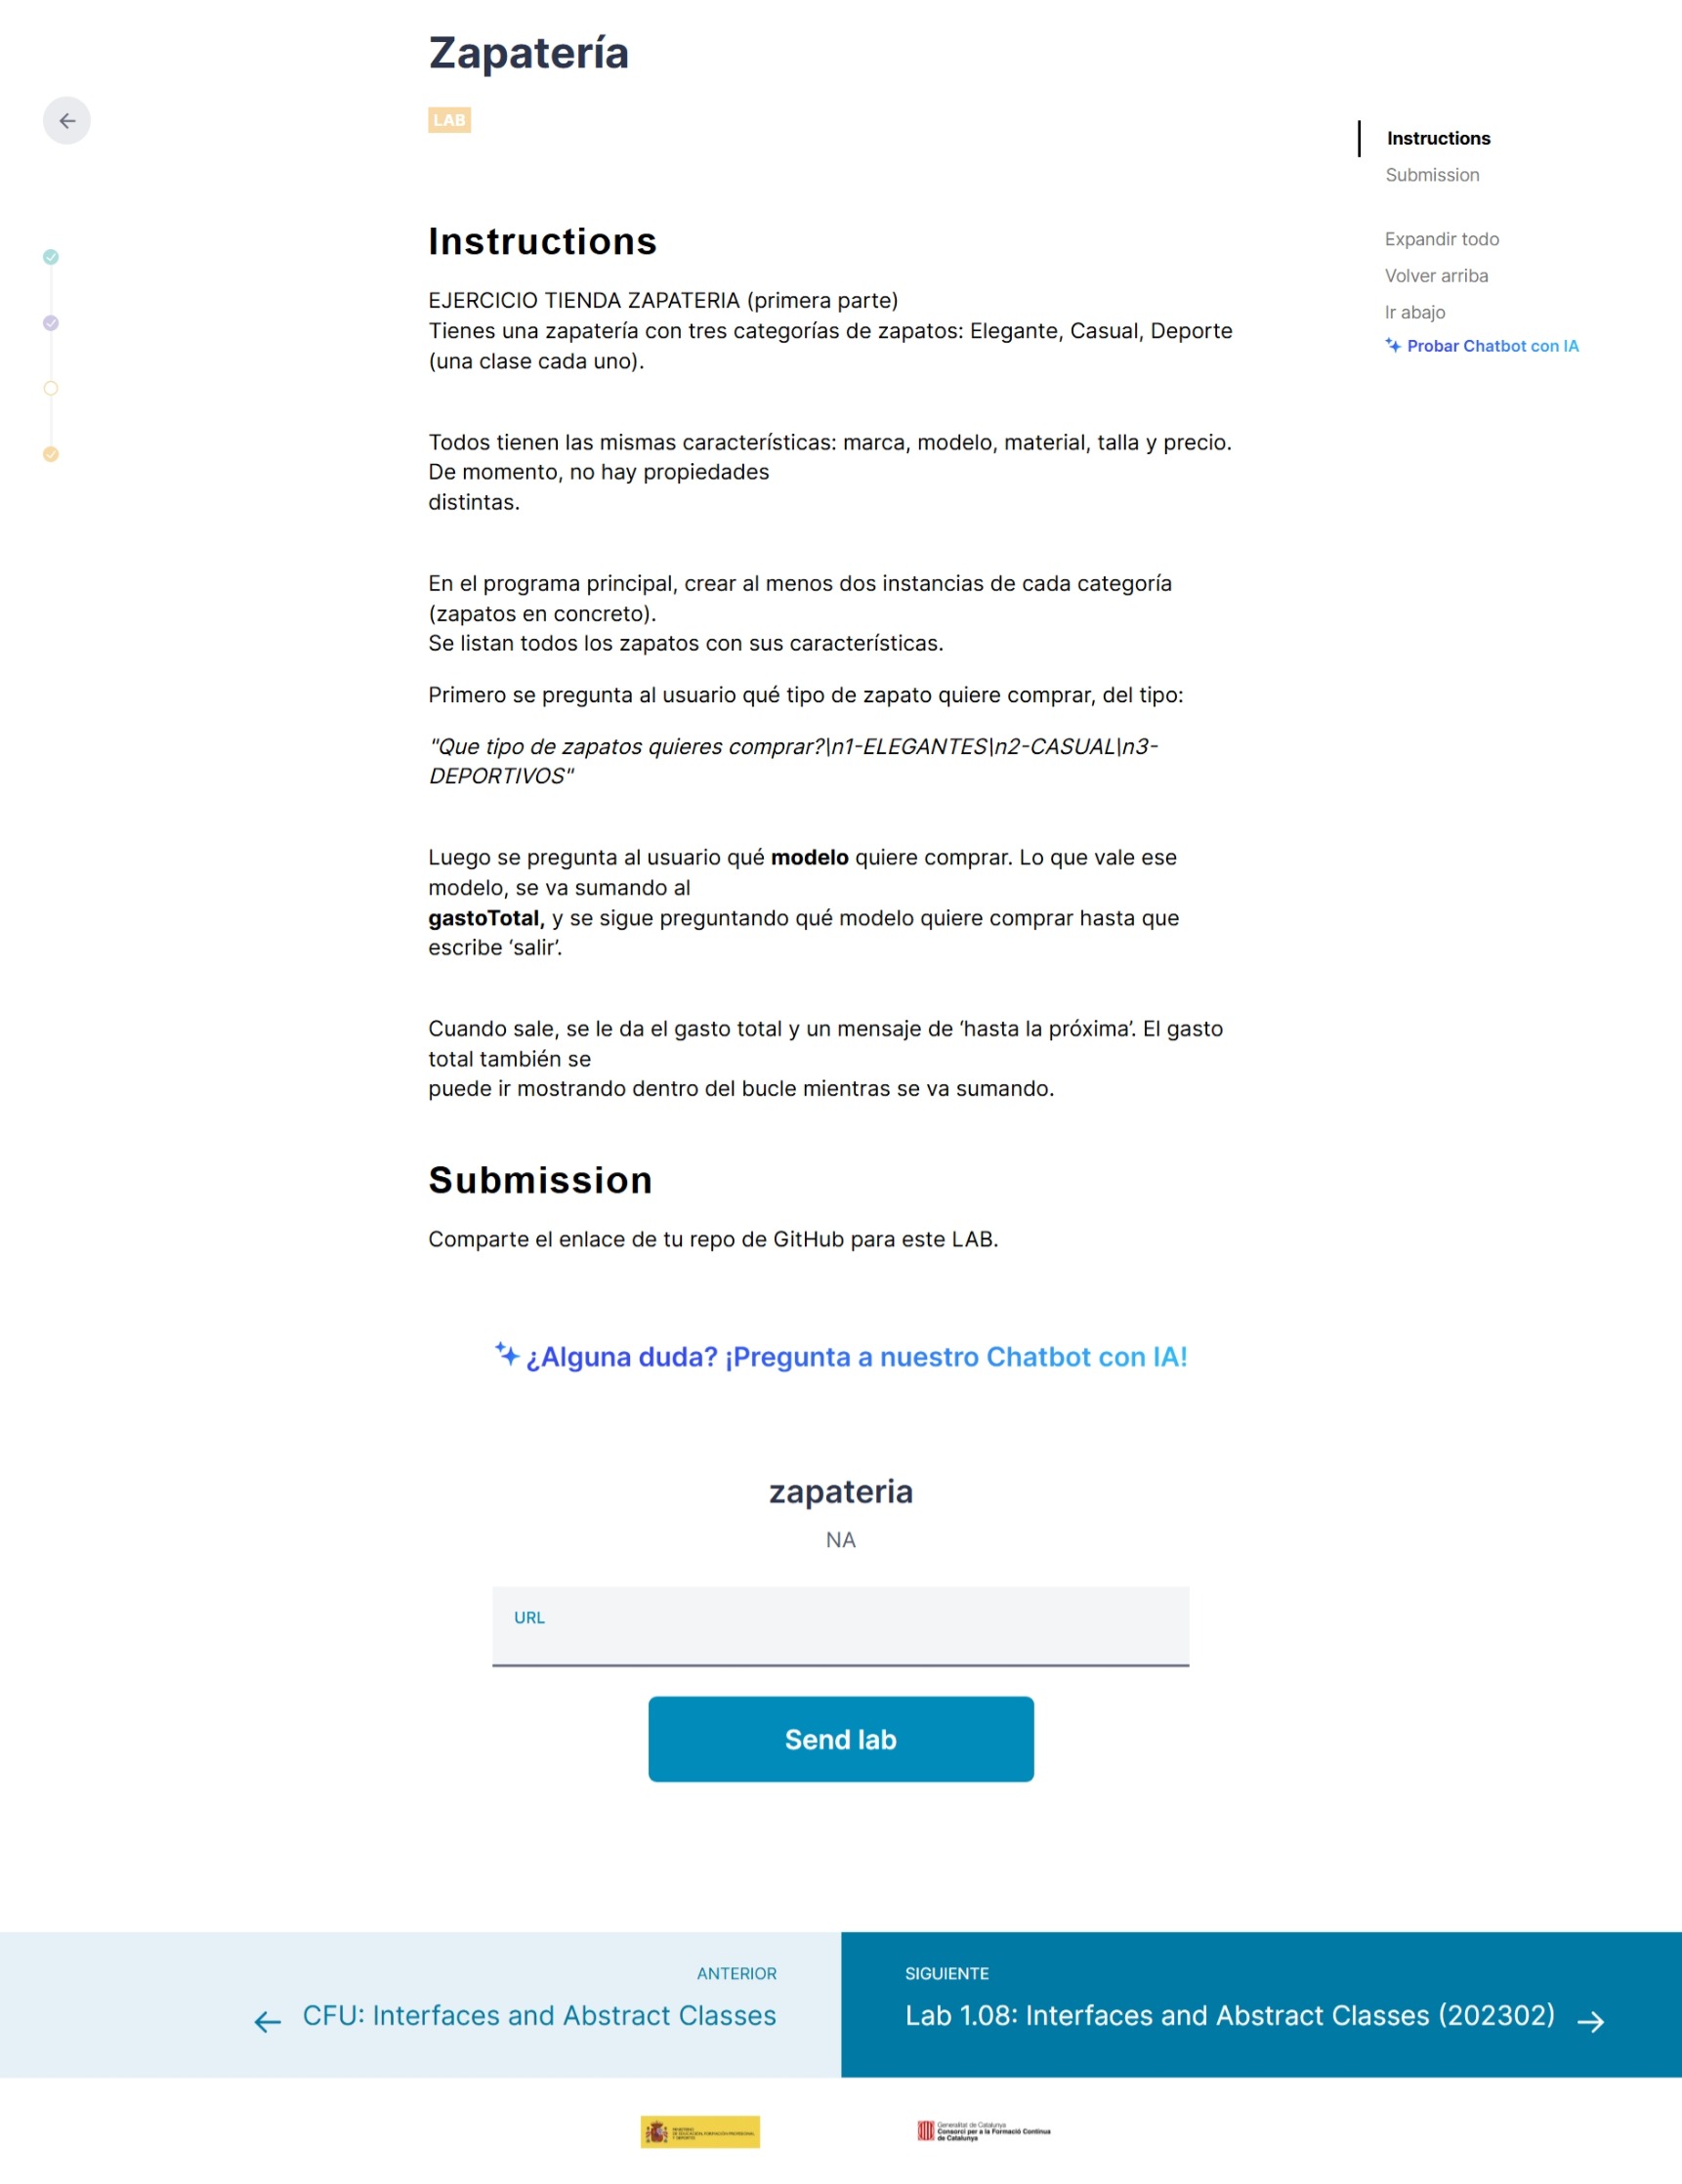 Zapatería
LAB
Instructions
Submission
Expandir todo
Volver arriba
Ir abajo
Probar Chatbot con IA
Instructions
EJERCICIO TIENDA ZAPATERIA (primera parte)
Tienes una zapatería con tres categorías de zapatos: Elegante, Casual, Deporte
(una clase cada uno).
Todos tienen las mismas características: marca, modelo, material, talla y precio.
De momento, no hay propiedades
distintas.
En el programa principal, crear al menos dos instancias de cada categoría
(zapatos en concreto).
Se listan todos los zapatos con sus características.
Primero se pregunta al usuario qué tipo de zapato quiere comprar, del tipo:
"Que tipo de zapatos quieres comprar?\n1-ELEGANTES\n2-CASUAL\n3-
DEPORTIVOS"
Luego se pregunta al usuario qué modelo quiere comprar. Lo que vale ese
modelo, se va sumando al
gastoTotal, y se sigue preguntando qué modelo quiere comprar hasta que
escribe ‘salir’.
Cuando sale, se le da el gasto total y un mensaje de ‘hasta la próxima’. El gasto
total también se
puede ir mostrando dentro del bucle mientras se va sumando.
Submission
Comparte el enlace de tu repo de GitHub para este LAB.
¿Alguna duda? ¡Pregunta a nuestro Chatbot con IA!
zapateria
NA
URL
Send lab
ANTERIOR
CFU: Interfaces and Abstract Classes
SIGUIENTE
Lab 1.08: Interfaces and Abstract Classes (202302)
Generalitat de Catalunya
Consorci per a la Formació Contínua
de Catalunya